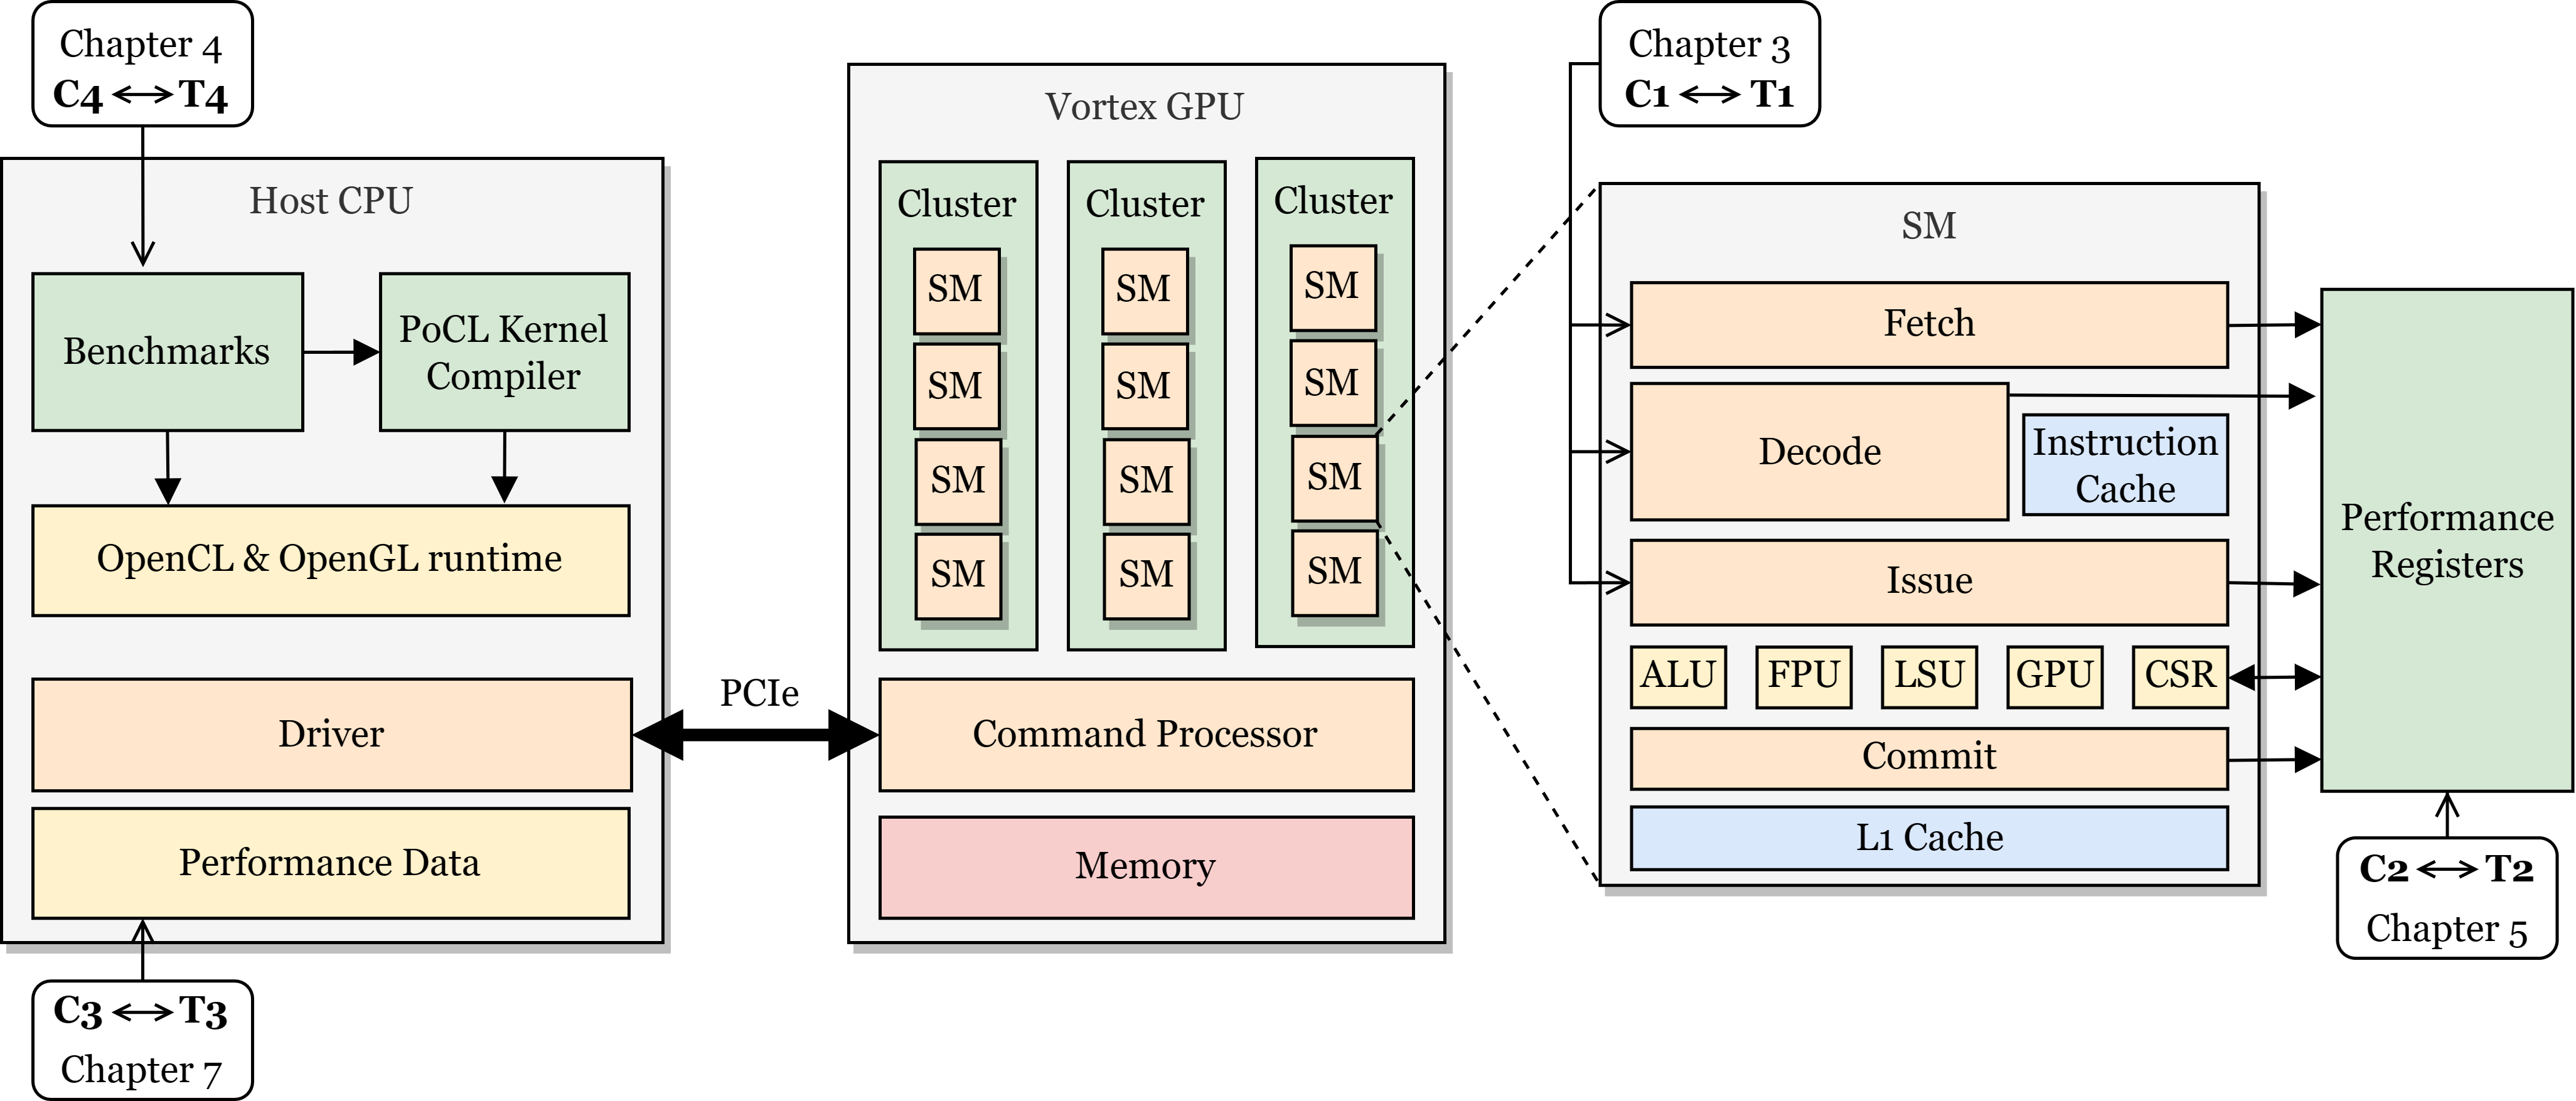 Chapter 4
C4 ⟷ T4
Host CPU
Benchmarks
PoCL Kernel
Compiler
OpenCL & OpenGL runtime
Driver
Performance Data
C3 ⟷ T3
Chapter 7
PCIe
Vortex GPU
Cluster
SM
SM
SM
SM
Cluster
SM
SM
SM
SM
Cluster
SM
SM
SM
SM
Command Processor
Memory
Chapter 3
C1 ⟷ T1
SM
Fetch
Decode
Instruction
Cache
Issue
ALU
FPU
LSU
GPU
CSR
Commit
L1 Cache
Performance
Registers
C2 ⟷ T2
Chapter 5